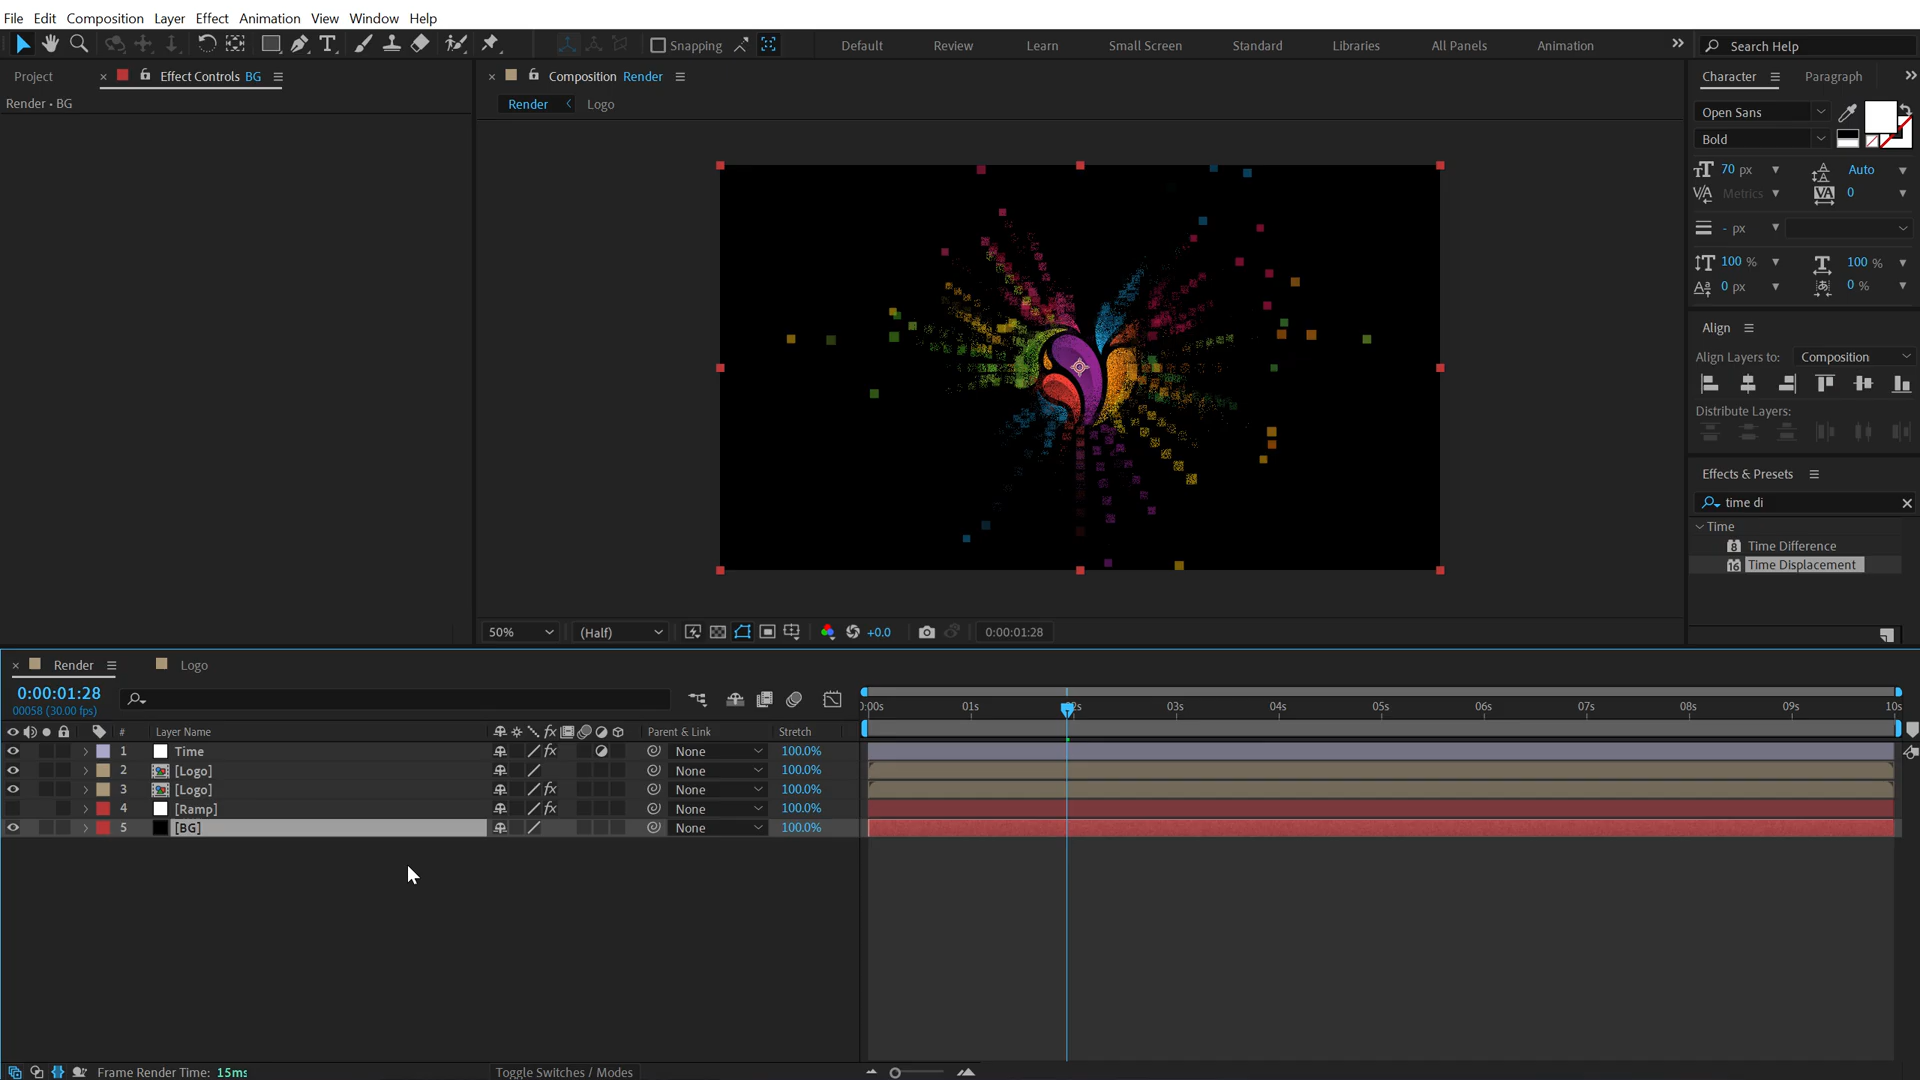 File Edit Composition Layer Effect Animation View Window Help
Snapping Default Review Learn Small Screen Standard Libraries All Panels Animation Search Help
Project Effect Controls BG Composition Render Character Paragraph
Render • BG Render Logo
Open Sans
Bold
70 px Auto
Metrics 0
- px
100 % 100 %
0 px 0 %
Align
Align Layers to: Composition
Distribute Layers:
Effects & Presets
time di
Time
Time Difference
Time Displacement
50% (Half) +0.0 0:00:01:28
Render Logo
0:00:01:28
00058 (30.00 fps)
0:00s 01s 02s 03s 04s 05s 06s 07s 08s 09s 10s
# Layer Name Parent & Link Stretch
1 Time None 100.0%
2 [Logo] None 100.0%
3 [Logo] None 100.0%
4 [Ramp] None 100.0%
5 [BG] None 100.0%
Frame Render Time: 15ms Toggle Switches / Modes